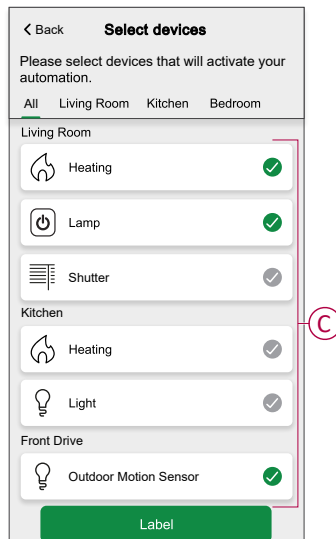 Back Select devices
Please select devices that will activate your
automation.
All Living Room Kitchen Bedroom
Living Room
Heating
Lamp
Shutter
Kitchen
Heating
Light
Front Drive
Outdoor Motion Sensor
Label
C